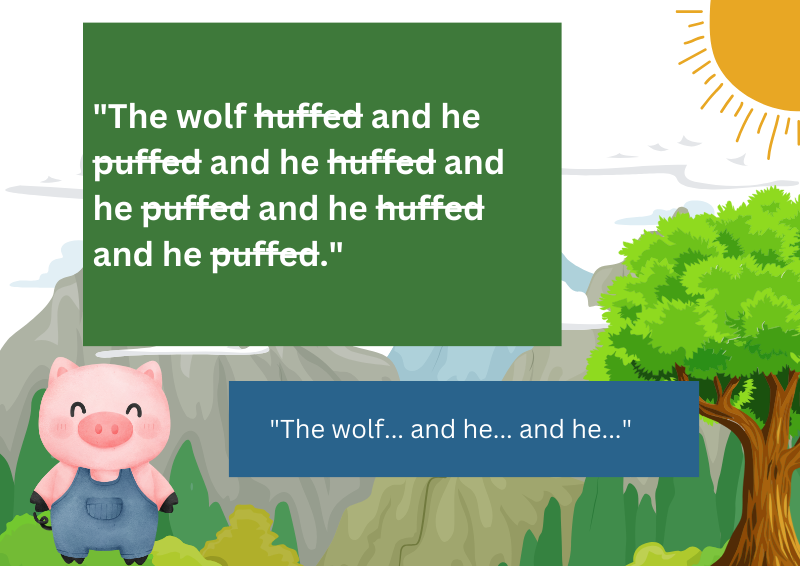 "The wolf huffed and he
puffed and he huffed and
he puffed and he huffed
and he puffed."
"The wolf... and he... and he..."